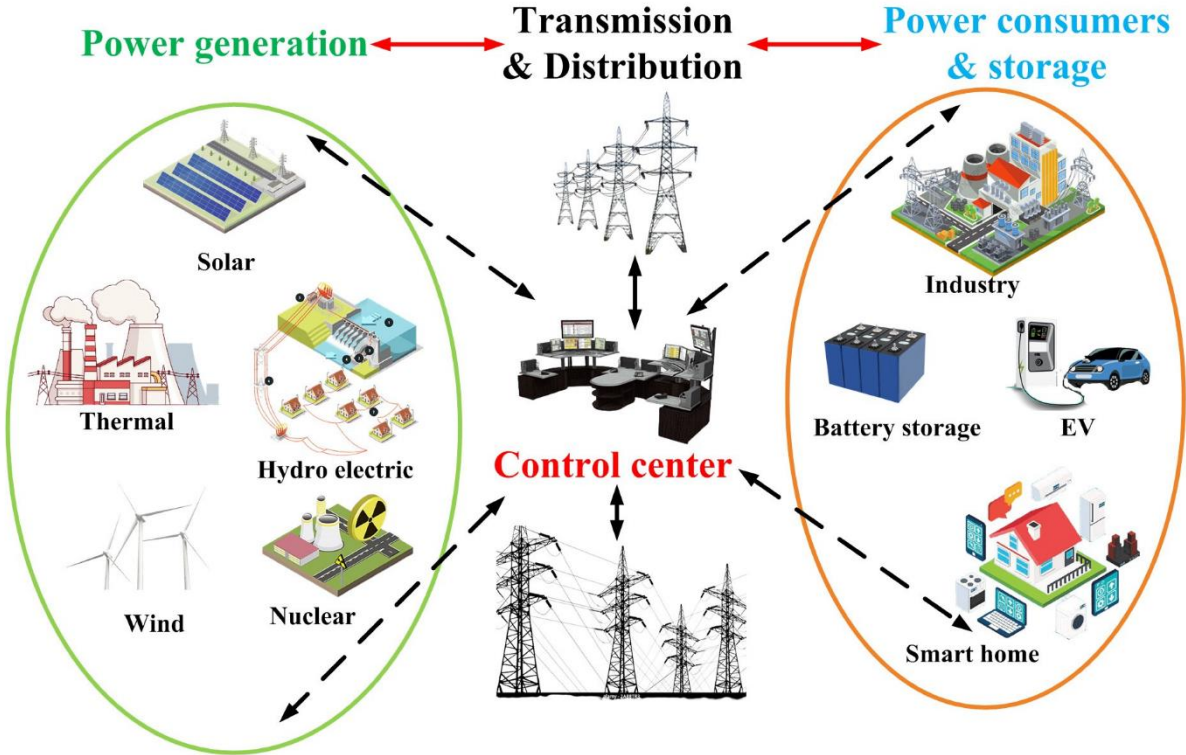 Power generation
Transmission
& Distribution
Power consumers
& storage
Solar
Industry
Thermal
Hydro electric
Battery storage
EV
Control center
Wind
Nuclear
Smart home